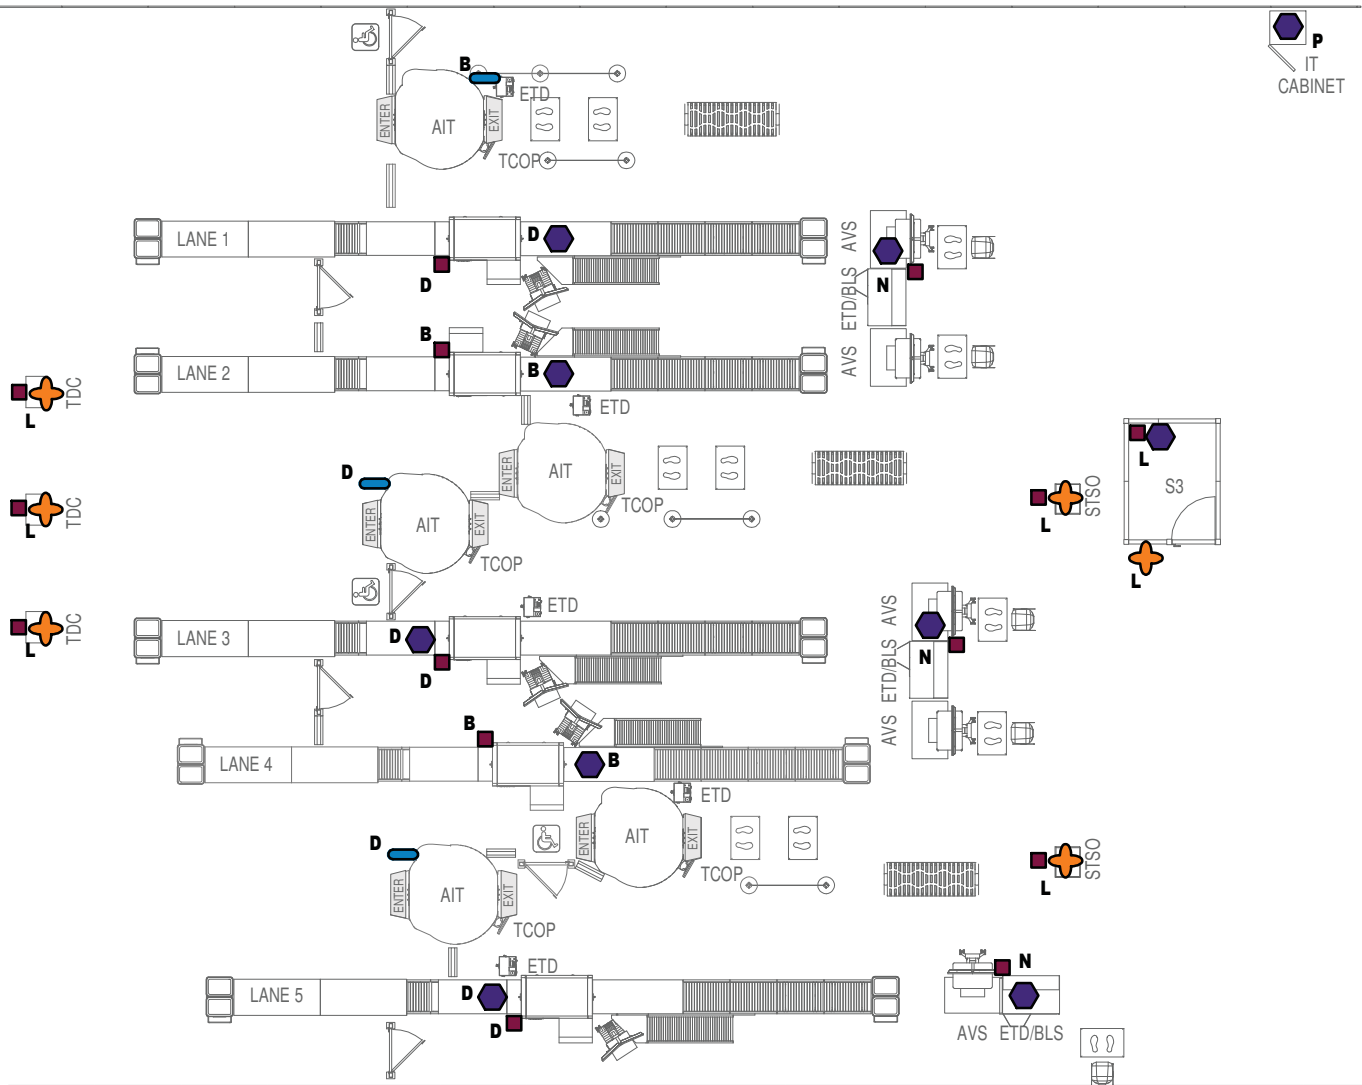 P
IT
CABINET
B
ETD
ENTER
AIT
EXIT
TCOP
LANE 1
D
D
AVS
N
ETD/BLS
B
LANE 2
B
AVS
ETD
TDC
L
ENTER
AIT
EXIT
TCOP
D
ENTER
AIT
EXIT
TCOP
TDC
L
L
S3
STSO
L
L
ETD
AVS
TDC
L
LANE 3
D
D
N
ETD/BLS
B
AVS
LANE 4
B
ETD
ENTER
AIT
EXIT
TCOP
D
ENTER
AIT
EXIT
TCOP
STSO
L
ETD
N
LANE 5
D
D
AVS
ETD/BLS